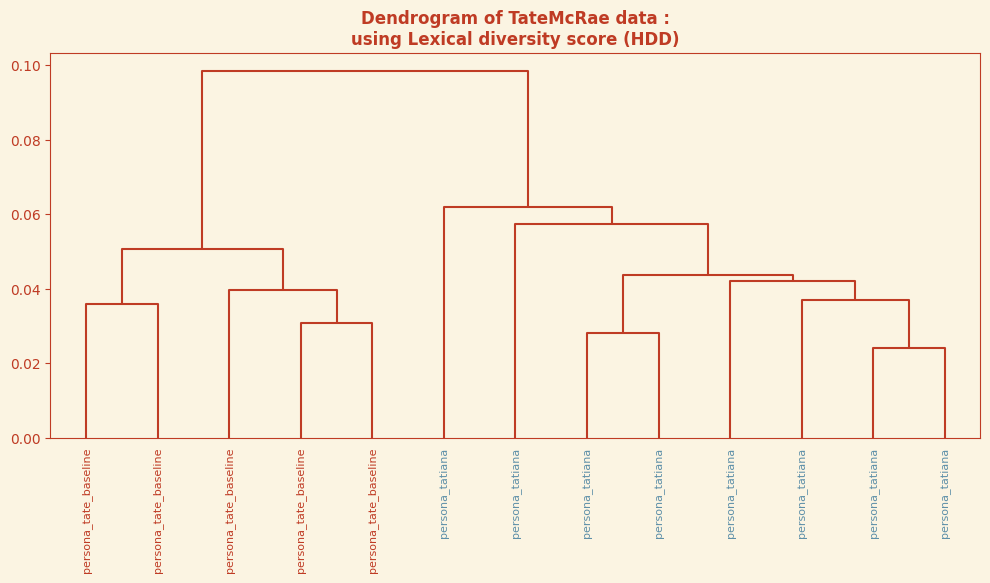 Dendrogram of TateMcRae data :
using Lexical diversity score (HDD)
0.10
0.08
0.06
0.04
0.02
0.00
persona_tate_baseline
persona_tate_baseline
persona_tate_baseline
persona_tate_baseline
persona_tate_baseline
persona_tatiana
persona_tatiana
persona_tatiana
persona_tatiana
persona_tatiana
persona_tatiana
persona_tatiana
persona_tatiana